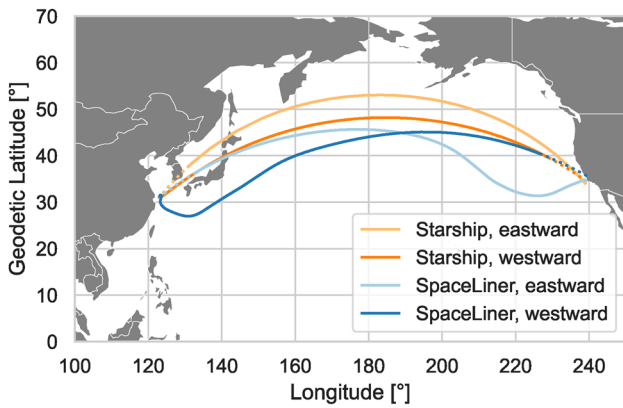 Geodetic Latitude [°]
70
60
50
40
30
20
10
0
Starship, eastward
Starship, westward
SpaceLiner, eastward
SpaceLiner, westward
100 120 140 160 180 200 220 240
Longitude [°]